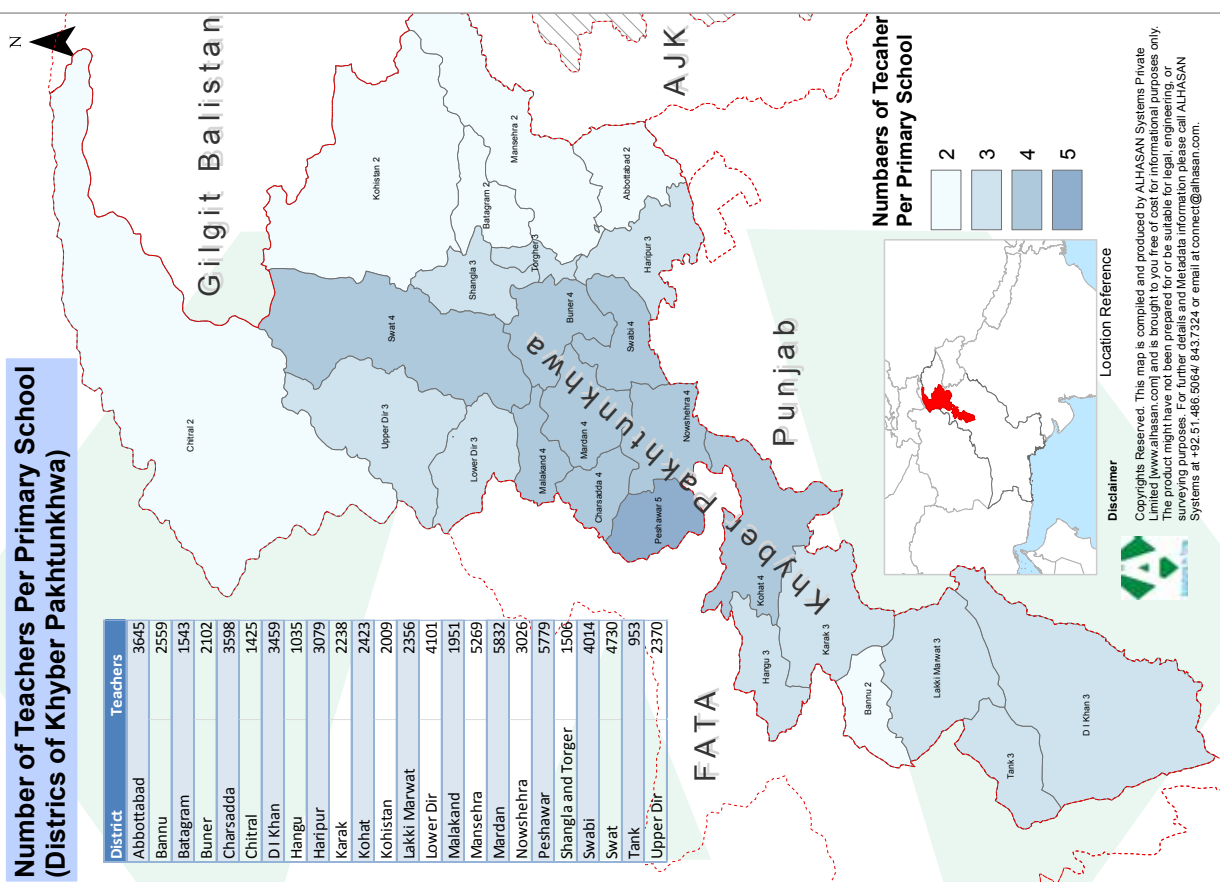 Number of Teachers Per Primary School
(Districs of Khyber Pakhtunkhwa)
N
District Teachers
Abbottabad 3645
Bannu 2559
Batagram 1543
Buner 2102
Charsadda 3598
Chitral 1425
D I Khan 3459
Hangu 1035
Haripur 3079
Karak 2238
Kohat 2423
Kohistan 2009
Lakki Marwat 2356
Lower Dir 4101
Malakand 1951
Mansehra 5269
Mardan 5832
Nowshehra 3026
Peshawar 5779
Shangla and Torger 1506
Swabi 4014
Swat 4730
Tank 953
Upper Dir 2370
Gilgit Balistan
AJK
Punjab
FATA
Khyber Pakhtunkhwa
Chitral 2
Kohistan 2
Swat 4
Upper Dir 3
Lower Dir 3
Shangla 3
Batagram 2
Mansehra 2
Torgher 3
Abbottabad 2
Haripur 3
Buner 4
Swabi 4
Malakand 4
Mardan 4
Charsadda 4
Nowshehra 4
Peshawar 5
Kohat 4
Hangu 3
Karak 3
Bannu 2
Lakki Marwat 3
Tank 3
D I Khan 3
Numbaers of Tecaher
Per Primary School
2
3
4
5
Location Reference
Disclaimer
Copyrights Reserved. This map is compiled and produced by ALHASAN Systems Private
Limited [www.alhasan.com] and is brought to you free of cost for informational purposes only.
The product might have not been prepared for or be suitable for legal, engineering, or
surveying purposes. For further details and Metadata information please call ALHASAN
Systems at +92.51.486.5064/ 843.7324 or email at connect@alhasan.com.